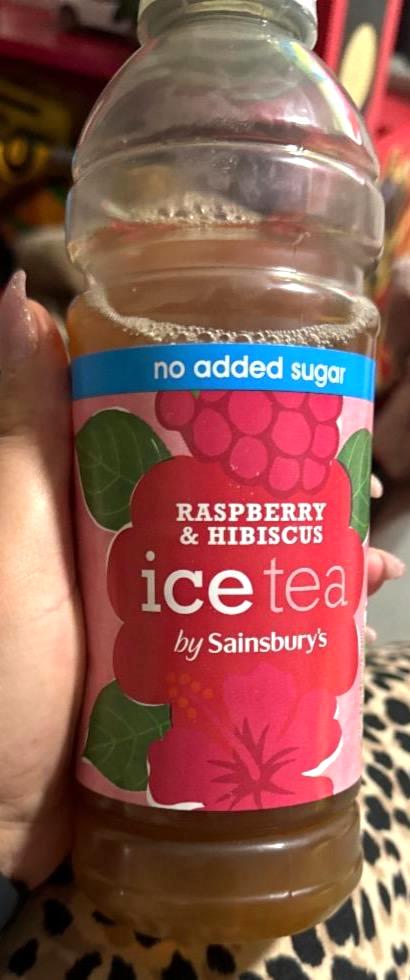 no added sugar
RASPBERRY
& HIBISCUS
ice tea
by Sainsbury's